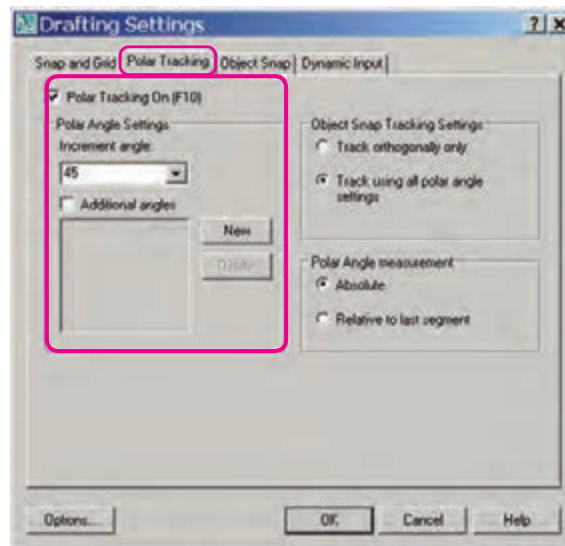 Drafting Settings
Snap and Grid Polar Tracking Object Snap Dynamic Input
Polar Tracking On (F10)
Polar Angle Settings
Increment angle:
45
Additional angles
New
Delete
Object Snap Tracking Settings
Track orthogonally only
Track using all polar angle
settings
Polar Angle measurement
Absolute
Relative to last segment
Options...
OK
Cancel
Help